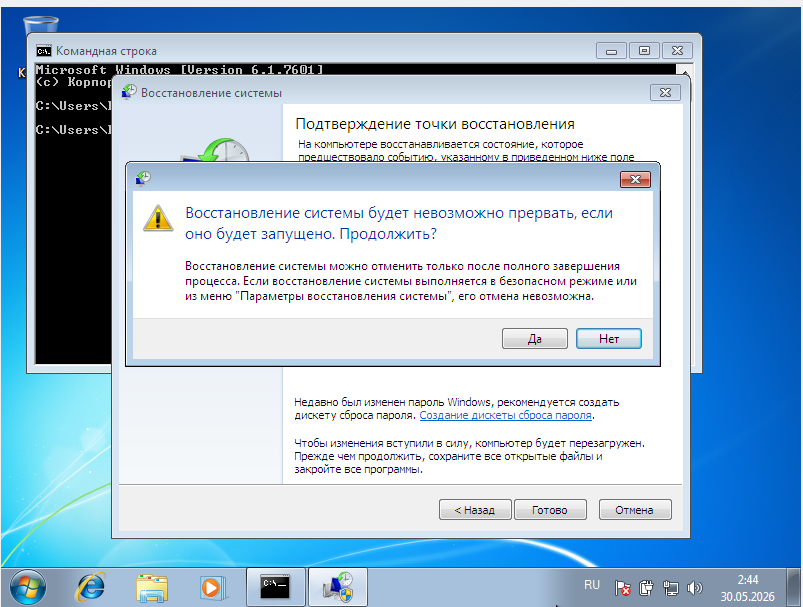 Командная строка
Microsoft Windows [Version 6.1.7601]
(c) Корпор
C:\Users\
C:\Users\
Восстановление системы
Подтверждение точки восстановления
На компьютере восстанавливается состояние, которое
предшествовало событию, указанному в приведенном ниже поле
Восстановление системы будет невозможно прервать, если
оно будет запущено. Продолжить?
Восстановление системы можно отменить только после полного завершения
процесса. Если восстановление системы выполняется в безопасном режиме или
из меню "Параметры восстановления системы", его отмена невозможна.
Да
Нет
Недавно был изменен пароль Windows, рекомендуется создать
дискету сброса пароля. Создание дискеты сброса пароля.
Чтобы изменения вступили в силу, компьютер будет перезагружен.
Прежде чем продолжить, сохраните все открытые файлы и
закройте все программы.
< Назад
Готово
Отмена
RU
2:44
30.05.2026